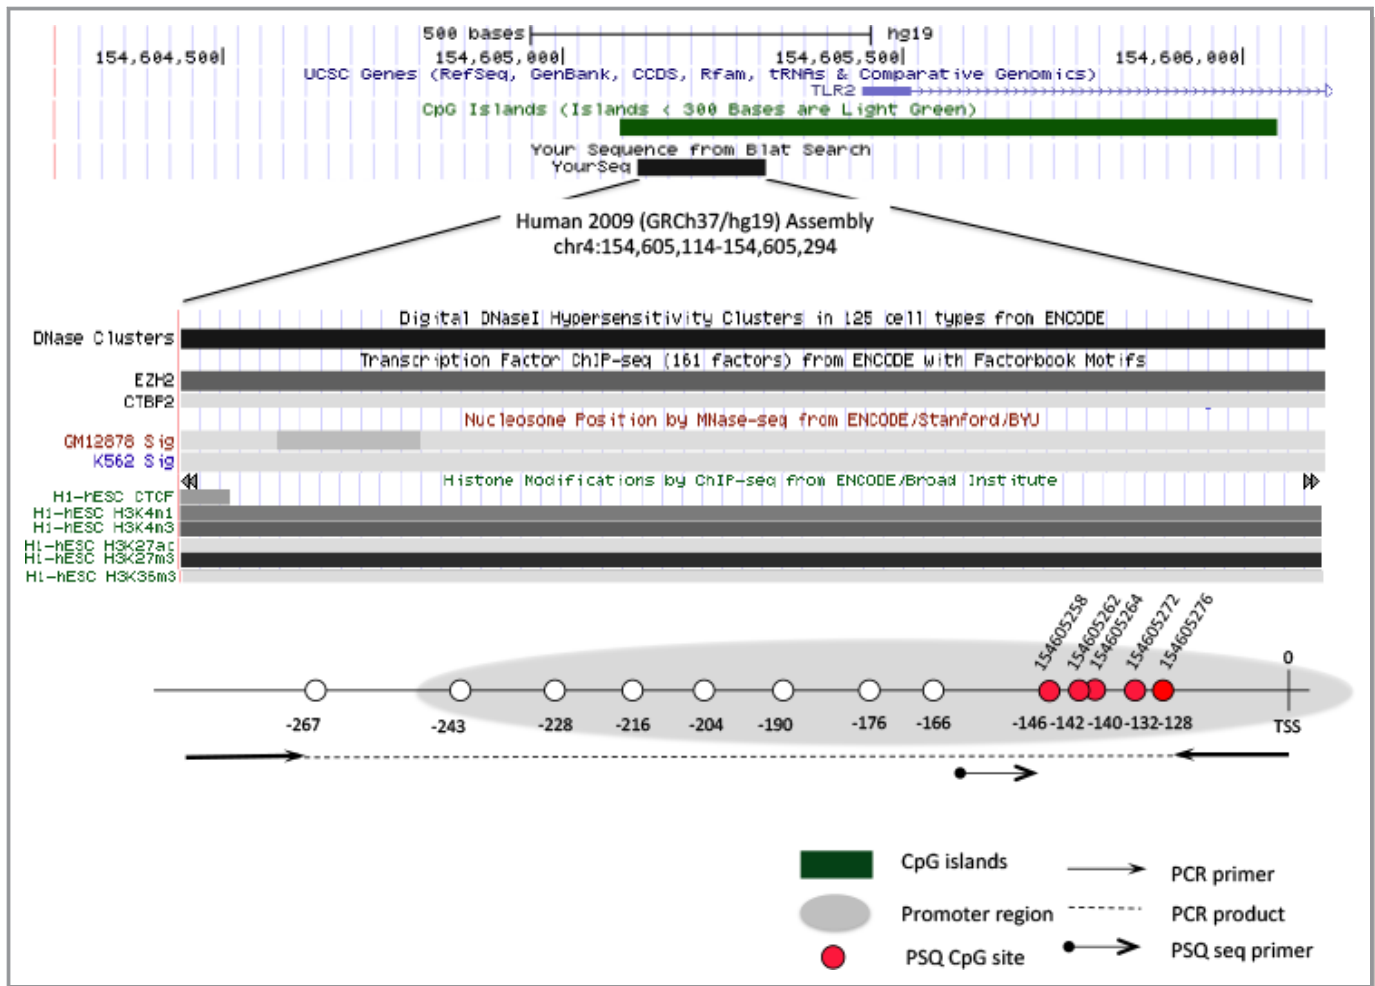 500 bases hg19
154,604,500| 154,605,000| 154,605,500| 154,606,000|
UCSC Genes (RefSeq, GenBank, CCDS, Rfam, tRNAs & Comparative Genomics)
TLR2
CpG Islands (Islands < 300 Bases are Light Green)
Your Sequence from Blat Search
YourSeq
Human 2009 (GRCh37/hg19) Assembly
chr4:154,605,114-154,605,294
Digital DNaseI Hypersensitivity Clusters in 125 cell types from ENCODE
DNase Clusters
Transcription Factor ChIP-seq (161 factors) from ENCODE with Factorbook Motifs
EZH2
CTBP2
Nucleosome Position by MNase-seq from ENCODE/Stanford/BYU
GM12878 Sig
K562 Sig
Histone Modifications by ChIP-seq from ENCODE/Broad Institute
H1-hESC CTCF
H1-hESC H3K4m1
H1-hESC H3K4m3
H1-hESC H3K27ac
H1-hESC H3K27m3
H1-hESC H3K36m3
154605258 154605262 154605264 154605272 154605276
0
-267 -243 -228 -216 -204 -190 -176 -166 -146 -142 -140 -132 -128 TSS
CpG islands PCR primer
Promoter region PCR product
PSQ CpG site PSQ seq primer